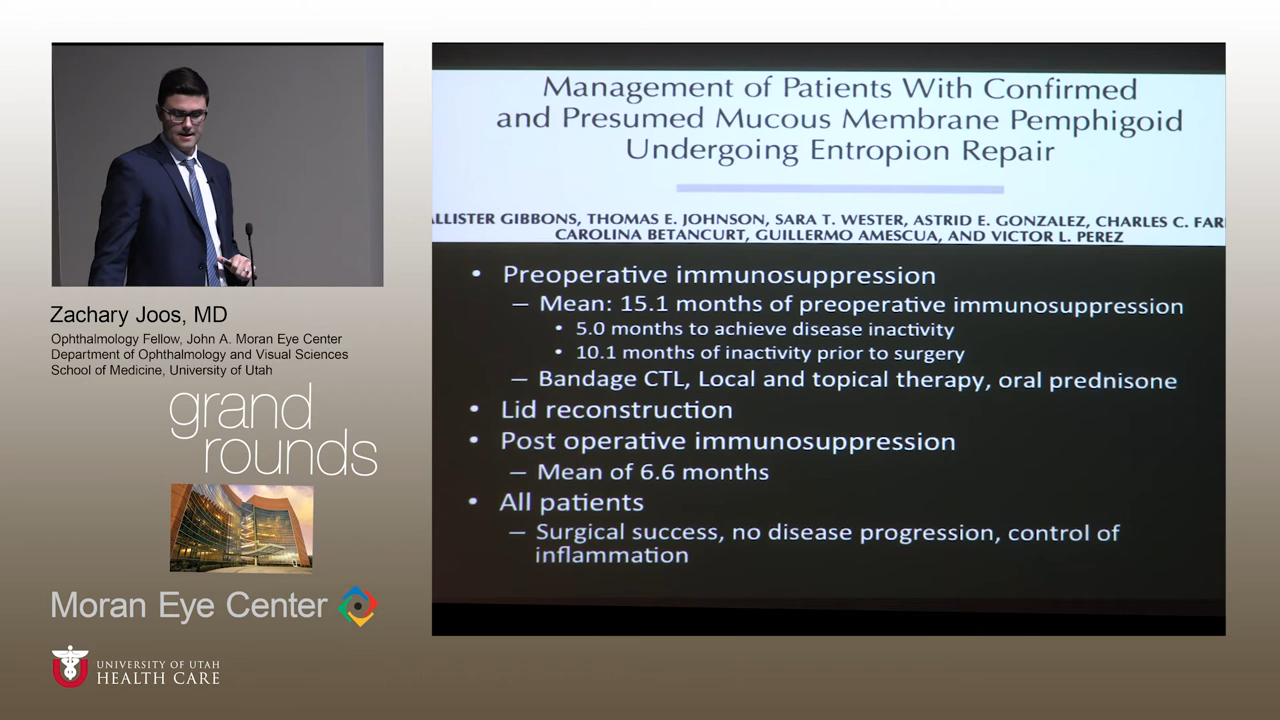 Management of Patients With Confirmed
and Presumed Mucous Membrane Pemphigoid
Undergoing Entropion Repair
GIBBONS, THOMAS E. JOHNSON, SARA T. WESTER, ASTRID E. GONZALEZ, CHARLES C.
CAROLINA BETANCURT, GUILLERMO AMESCUA, AND VICTOR L. PEREZ
• Preoperative immunosuppression
– Mean: 15.1 months of preoperative immunosuppression
• 5.0 months to achieve disease inactivity
• 10.1 months of inactivity prior to surgery
– Bandage CTL, Local and topical therapy, oral prednisone
• Lid reconstruction
• Post operative immunosuppression
– Mean of 6.6 months
• All patients
– Surgical success, no disease progression, control of
inflammation
Zachary Joos, MD
Ophthalmology Fellow, John A. Moran Eye Center
Department of Ophthalmology and Visual Sciences
School of Medicine, University of Utah
grand
rounds
Moran Eye Center
U
UNIVERSITY OF UTAH
HEALTH CARE